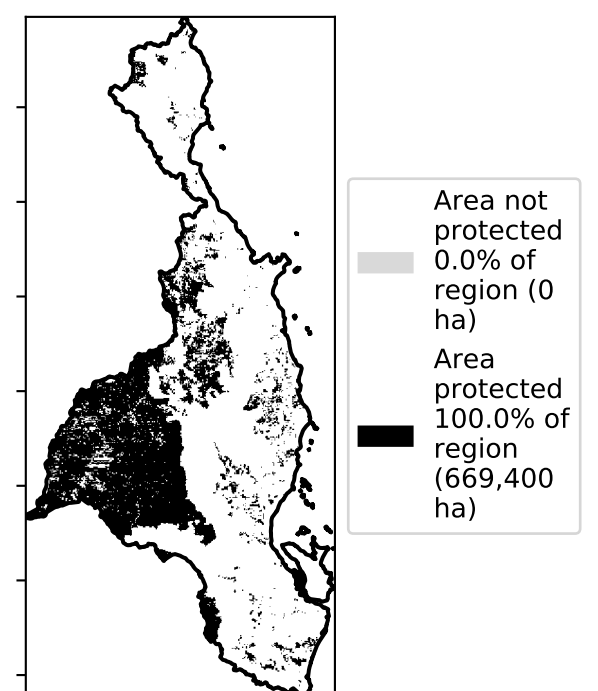 Area not
protected
0.0% of
region (0
ha)
Area
protected
100.0% of
region
(669,400
ha)